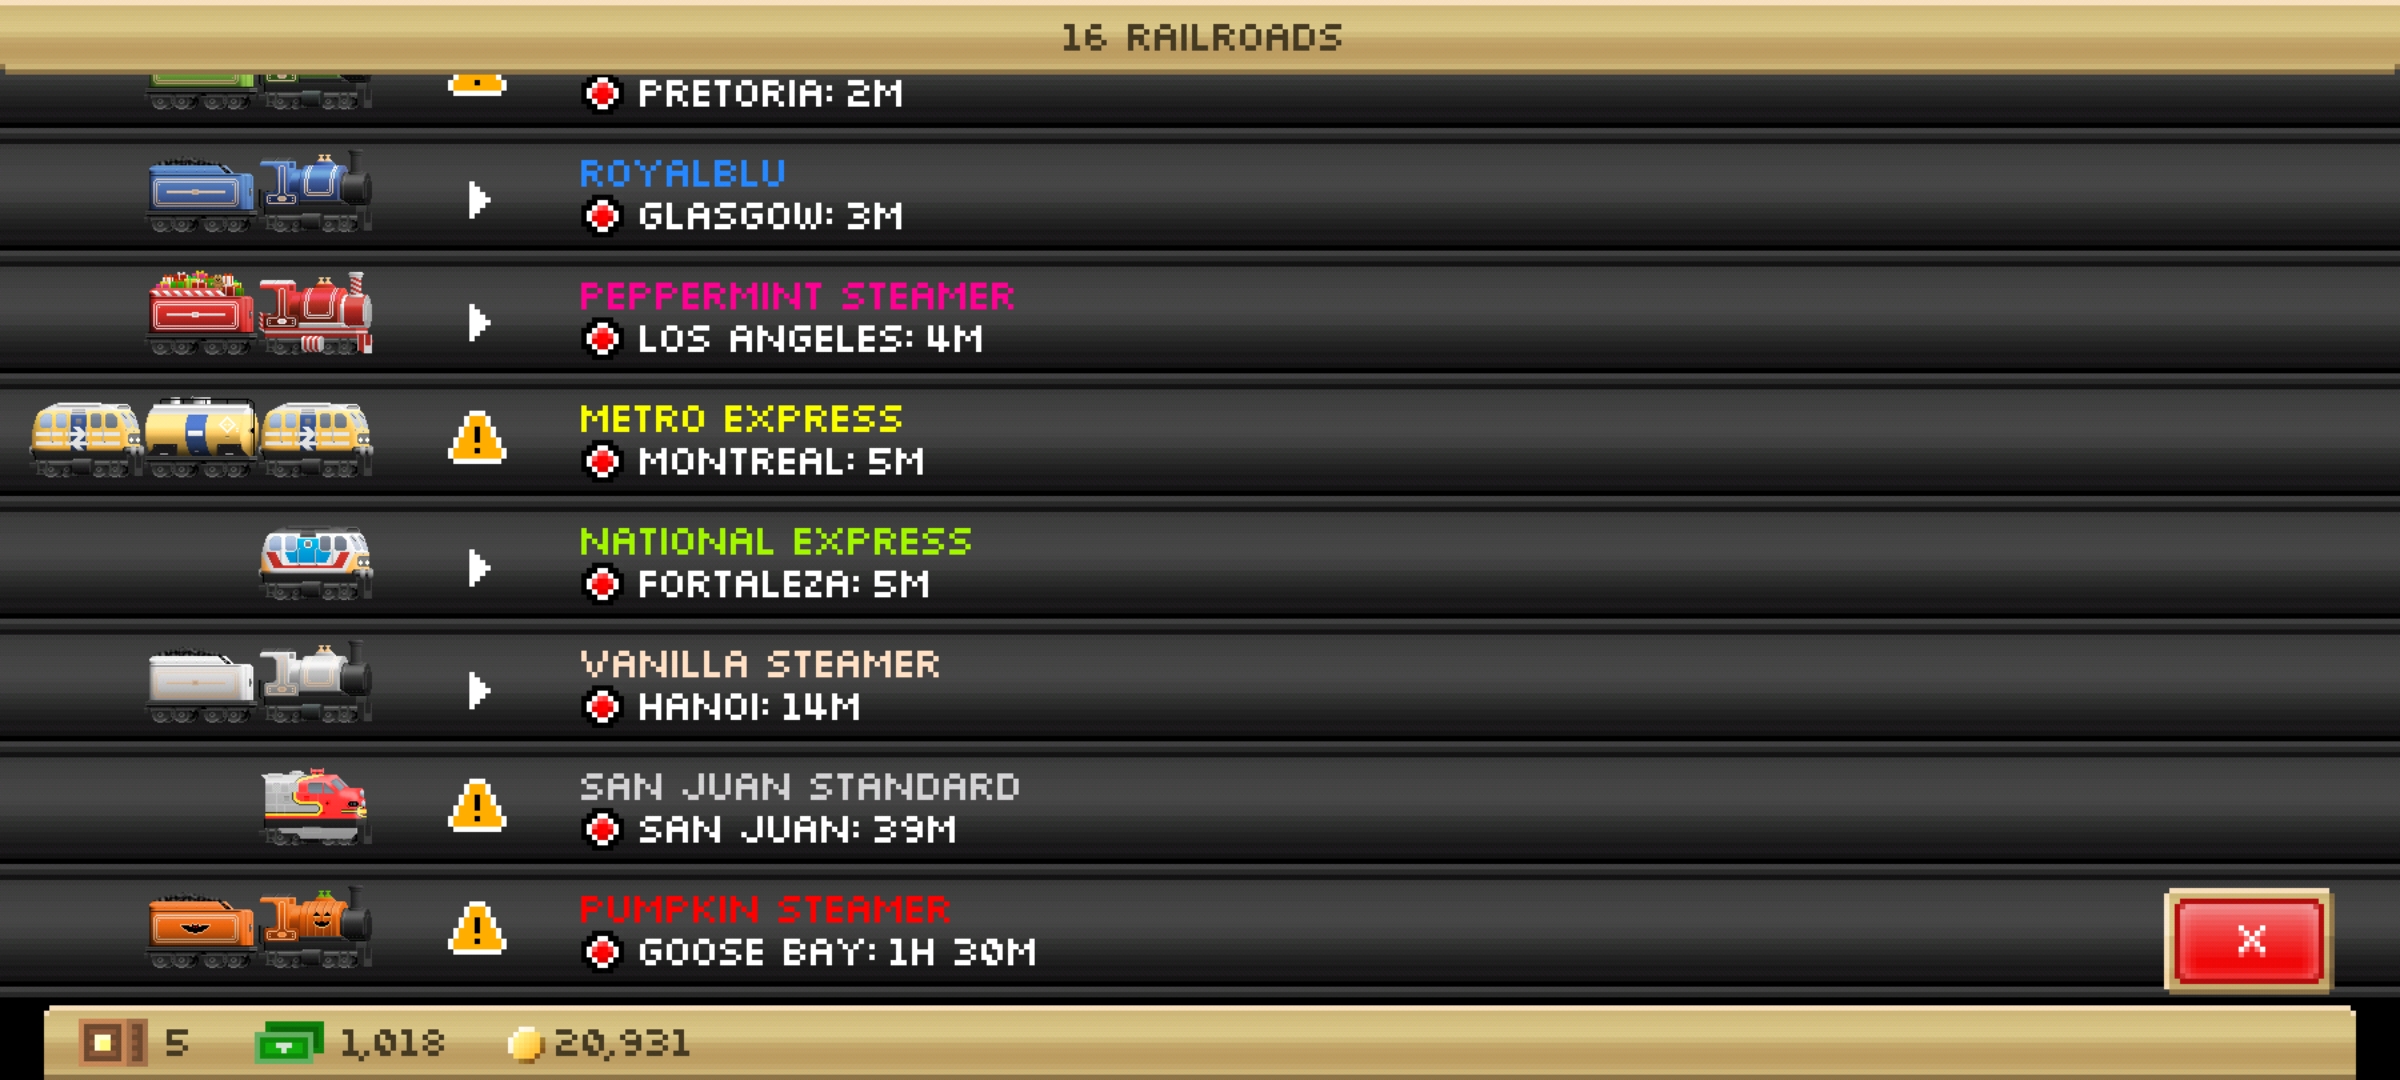 16 RAILROADS
PRETORIA: 2M
ROYALBLU
GLASGOW: 3M
PEPPERMINT STEAMER
LOS ANGELES: 4M
METRO EXPRESS
MONTREAL: 5M
NATIONAL EXPRESS
FORTALEZA: 5M
VANILLA STEAMER
HANOI: 14M
SAN JUAN STANDARD
SAN JUAN: 39M
PUMPKIN STEAMER
GOOSE BAY: 1H 30M
5 1,018 20,931